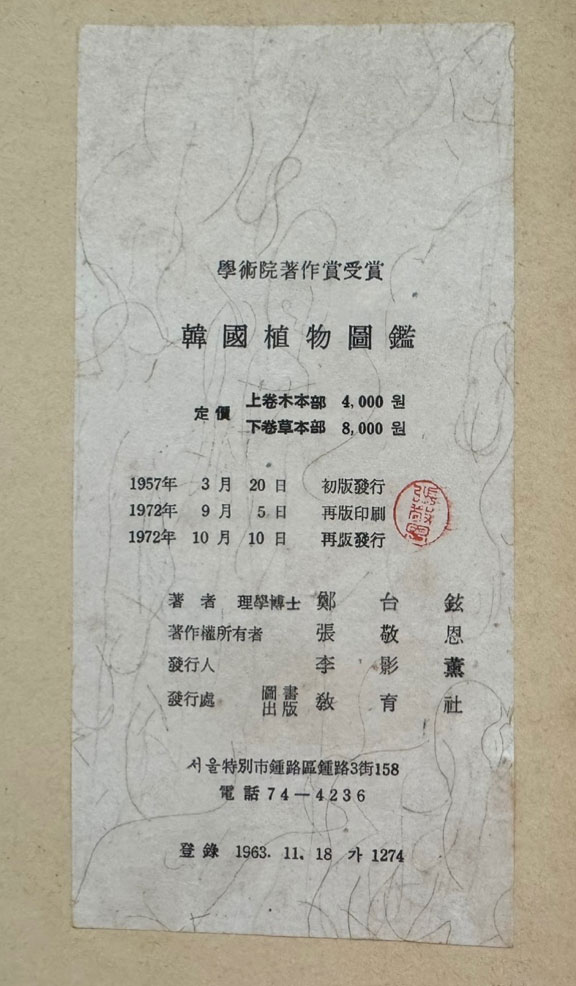 學術院著作賞受賞
韓國植物圖鑑
定價 上卷木本部 4,000 원
下卷草本部 8,000 원
1957年 3月 20日 初版發行
1972年 9月 5日 再版印刷
1972年 10月 10日 再版發行
著者 理學博士 鄭台鉉
著作權所有者 張敬恩
發行人 李影薰
發行處 圖書出版 敎育社
서울特別市鍾路區鍾路3街158
電話 74-4236
登錄 1963. 11. 18 가 1274